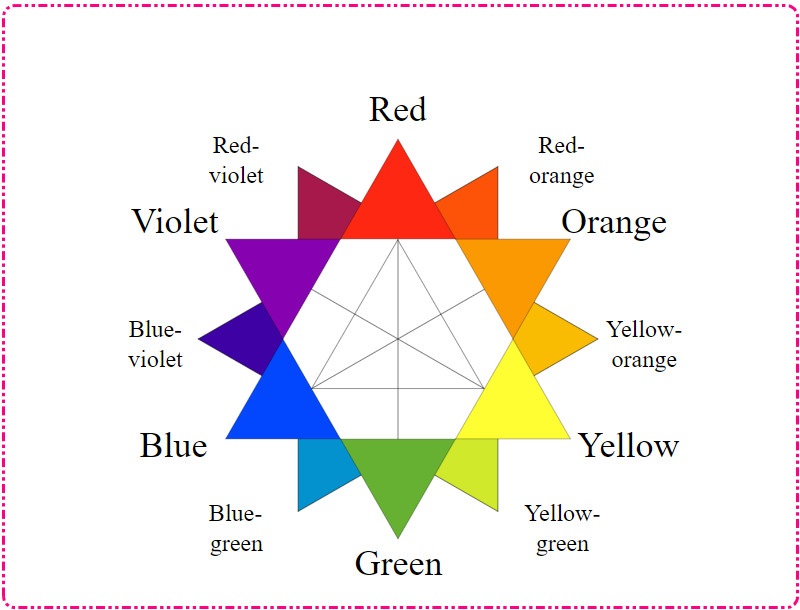 Red
Red-
violet
Red-
orange
Violet
Orange
Blue-
violet
Yellow-
orange
Blue
Yellow
Blue-
green
Yellow-
green
Green